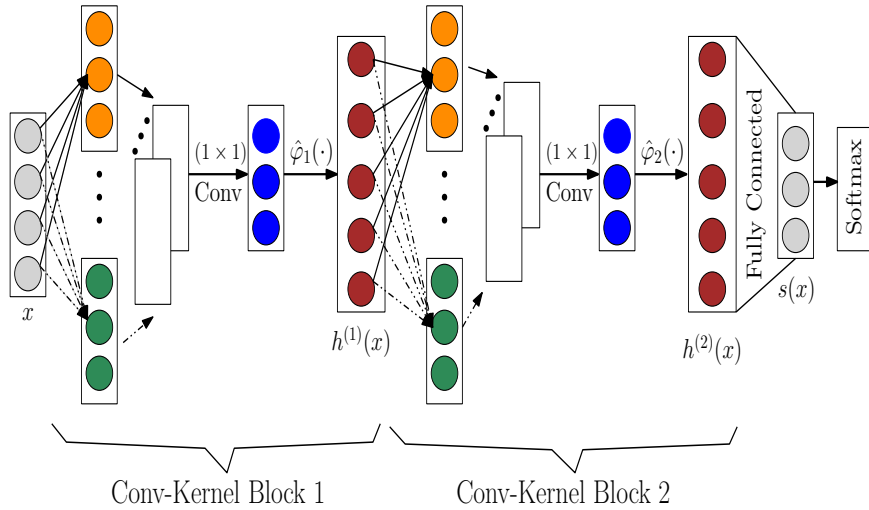 x
(1 × 1)
Conv
φ̂₁(·)
h⁽¹⁾(x)
(1 × 1)
Conv
φ̂₂(·)
h⁽²⁾(x)
Fully Connected
s(x)
Softmax
Conv-Kernel Block 1
Conv-Kernel Block 2